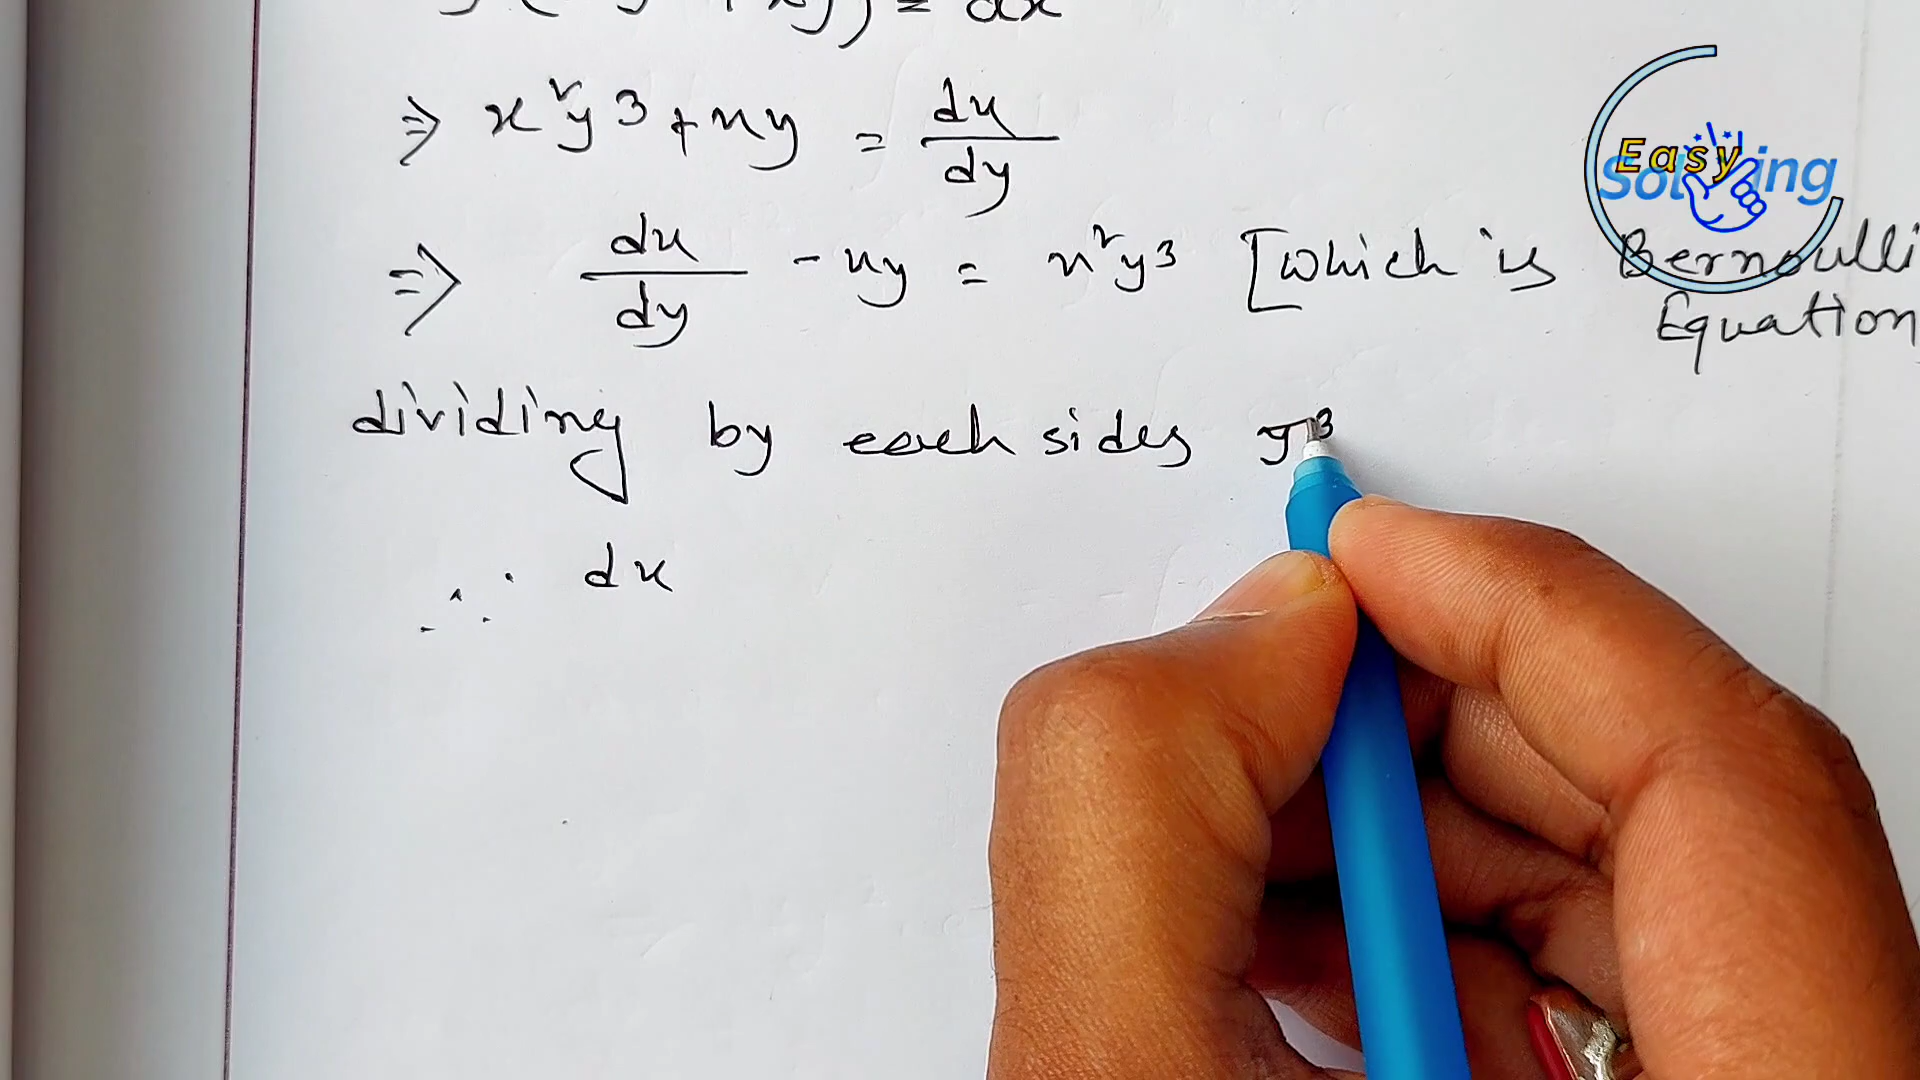 = dx
⇒ x²y³ + xy = dx/dy
⇒ dx/dy - xy = x²y³ [which is Bernoulli
Equation
dividing by each sides y³
∴ dx
Easy
Solving